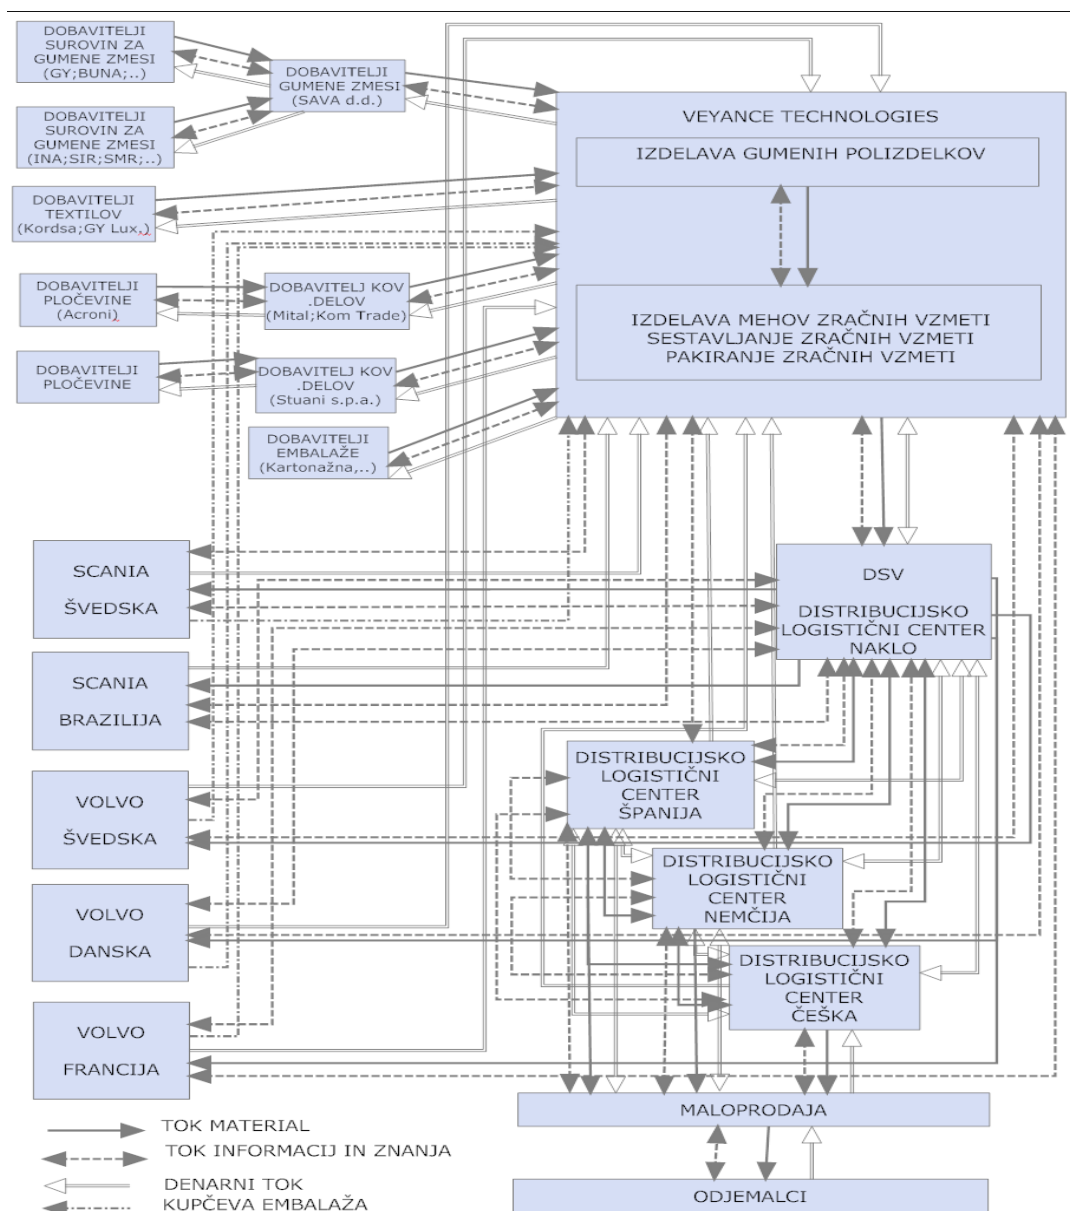 DOBAVITELJI
SUROVIN ZA
GUMENE ZMESI
(GY;BUNA;..)
DOBAVITELJI
GUMENE ZMESI
(SAVA d.d.)
DOBAVITELJI
SUROVIN ZA
GUMENE ZMESI
(INA;SIR;SMR;..)
DOBAVITELJI
TEXTILOV
(Kordsa;GY Lux,)
DOBAVITELJI
PLOČEVINE
(Acroni)
DOBAVITELJ KOV
.DELOV
(Mital;Kom Trade)
DOBAVITELJI
PLOČEVINE
DOBAVITELJ KOV
.DELOV
(Stuani s.p.a.)
DOBAVITELJI
EMBALAŽE
(Kartonažna,..)
VEYANCE TECHNOLOGIES
IZDELAVA GUMENIH POLIZDELKOV
IZDELAVA MEHOV ZRAČNIH VZMETI
SESTAVLJANJE ZRAČNIH VZMETI
PAKIRANJE ZRAČNIH VZMETI
SCANIA
ŠVEDSKA
SCANIA
BRAZILIJA
VOLVO
ŠVEDSKA
VOLVO
DANSKA
VOLVO
FRANCIJA
DSV
DISTRIBUCIJSKO
LOGISTIČNI CENTER
NAKLO
DISTRIBUCIJSKO
LOGISTIČNI
CENTER
ŠPANIJA
DISTRIBUCIJSKO
LOGISTIČNI
CENTER
NEMČIJA
DISTRIBUCIJSKO
LOGISTIČNI
CENTER
ČEŠKA
MALOPRODAJA
ODJEMALCI
TOK MATERIAL
TOK INFORMACIJ IN ZNANJA
DENARNI TOK
KUPČEVA EMBALAŽA